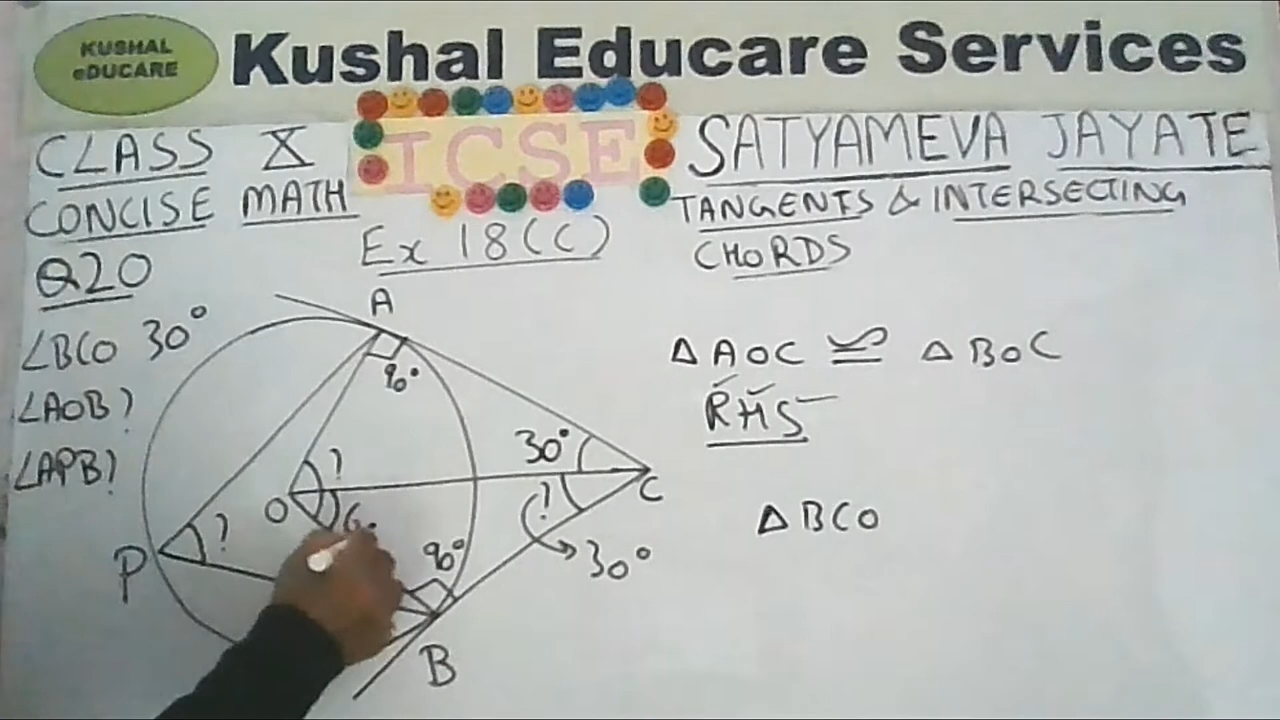 KUSHAL
eDUCARE
Kushal Educare Services
CLASS X
ICSE
SATYAMEVA JAYATE
CONCISE MATH
TANGENTS & INTERSECTING
CHORDS
Ex 18(C)
Q20
∠BCO 30°
∠AOB?
∠APB?
A
90°
?
30°
O
C
?
6
P
?
90°
30°
B
△AOC ≅ △BOC
RHS
△BCO